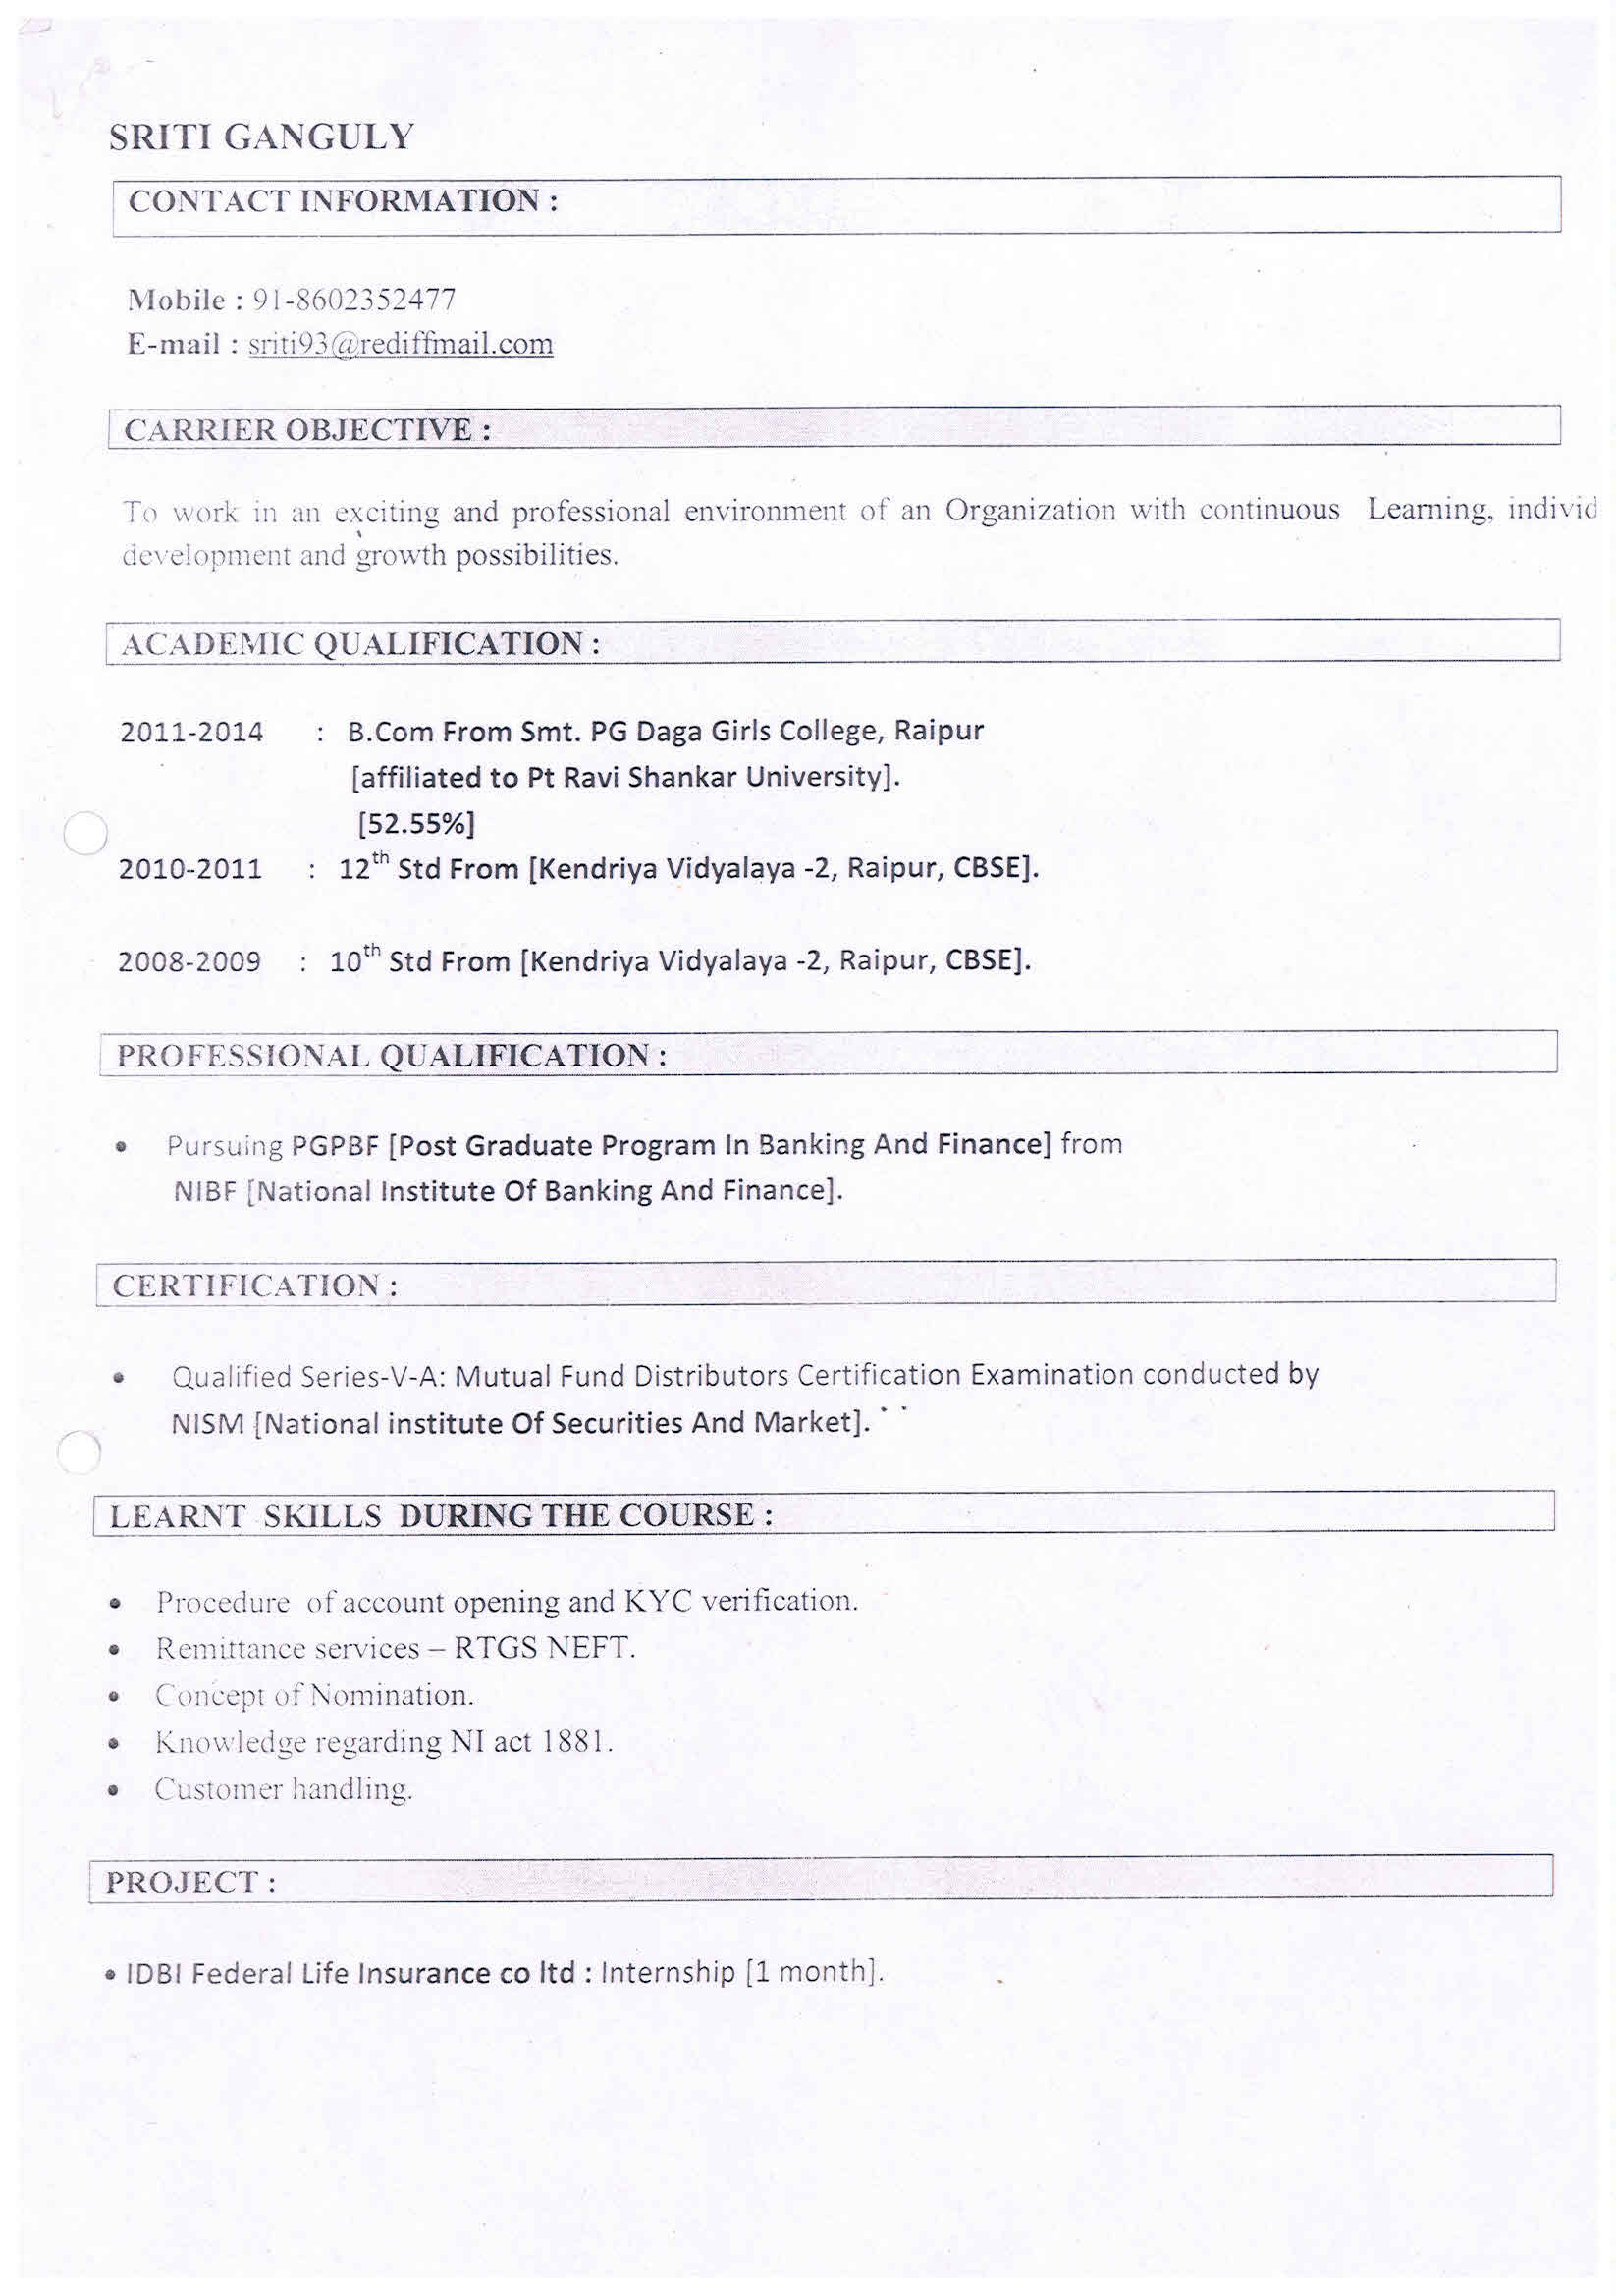 SRITI GANGULY
CONTACT INFORMATION :
Mobile : 91-8602352477
E-mail : sriti93@rediffmail.com
CARRIER OBJECTIVE :
To work in an exciting and professional environment of an Organization with continuous Learning, individ
development and growth possibilities.
ACADEMIC QUALIFICATION :
2011-2014 : B.Com From Smt. PG Daga Girls College, Raipur
[affiliated to Pt Ravi Shankar University].
[52.55%]
2010-2011 : 12th Std From [Kendriya Vidyalaya -2, Raipur, CBSE].
2008-2009 : 10th Std From [Kendriya Vidyalaya -2, Raipur, CBSE].
PROFESSIONAL QUALIFICATION :
• Pursuing PGPBF [Post Graduate Program In Banking And Finance] from
NIBF [National Institute Of Banking And Finance].
CERTIFICATION :
• Qualified Series-V-A: Mutual Fund Distributors Certification Examination conducted by
NISM [National institute Of Securities And Market].
LEARNT SKILLS DURING THE COURSE :
• Procedure of account opening and KYC verification.
• Remittance services – RTGS NEFT.
• Concept of Nomination.
• Knowledge regarding NI act 1881.
• Customer handling.
PROJECT :
• IDBI Federal Life Insurance co ltd : Internship [1 month].